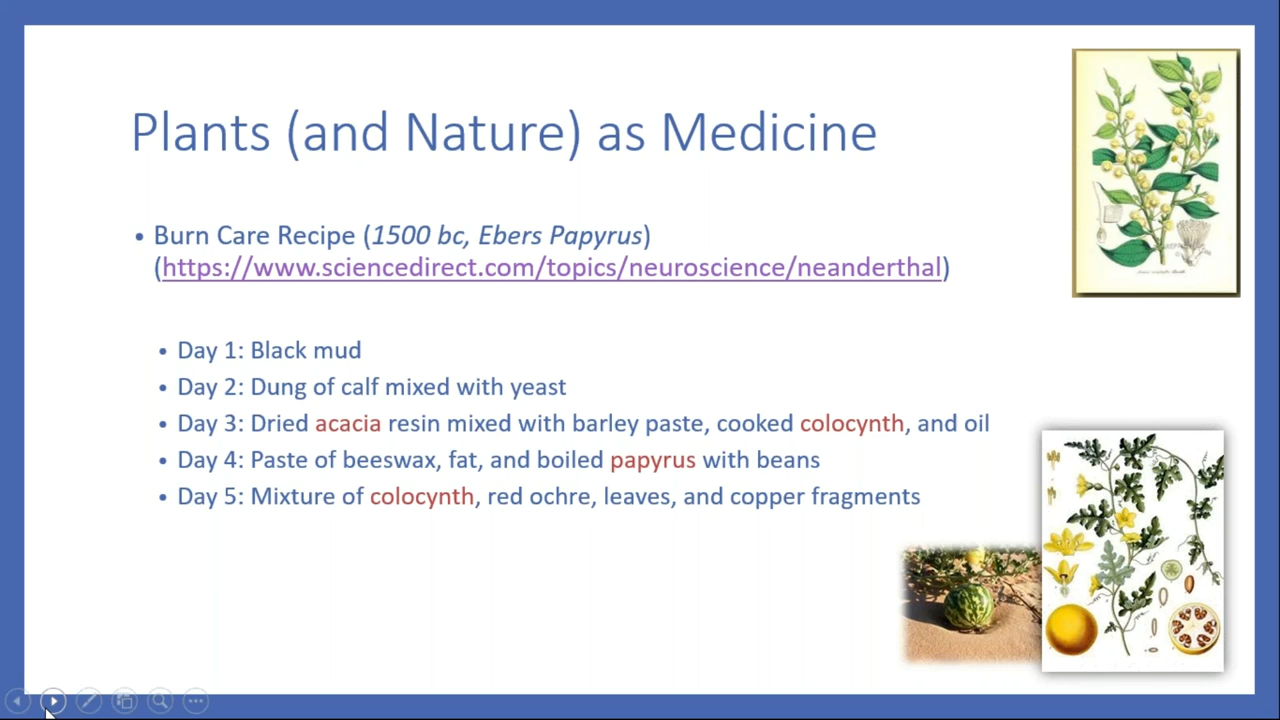 Plants (and Nature) as Medicine
• Burn Care Recipe (1500 bc, Ebers Papyrus)
(https://www.sciencedirect.com/topics/neuroscience/neanderthal)
• Day 1: Black mud
• Day 2: Dung of calf mixed with yeast
• Day 3: Dried acacia resin mixed with barley paste, cooked colocynth, and oil
• Day 4: Paste of beeswax, fat, and boiled papyrus with beans
• Day 5: Mixture of colocynth, red ochre, leaves, and copper fragments